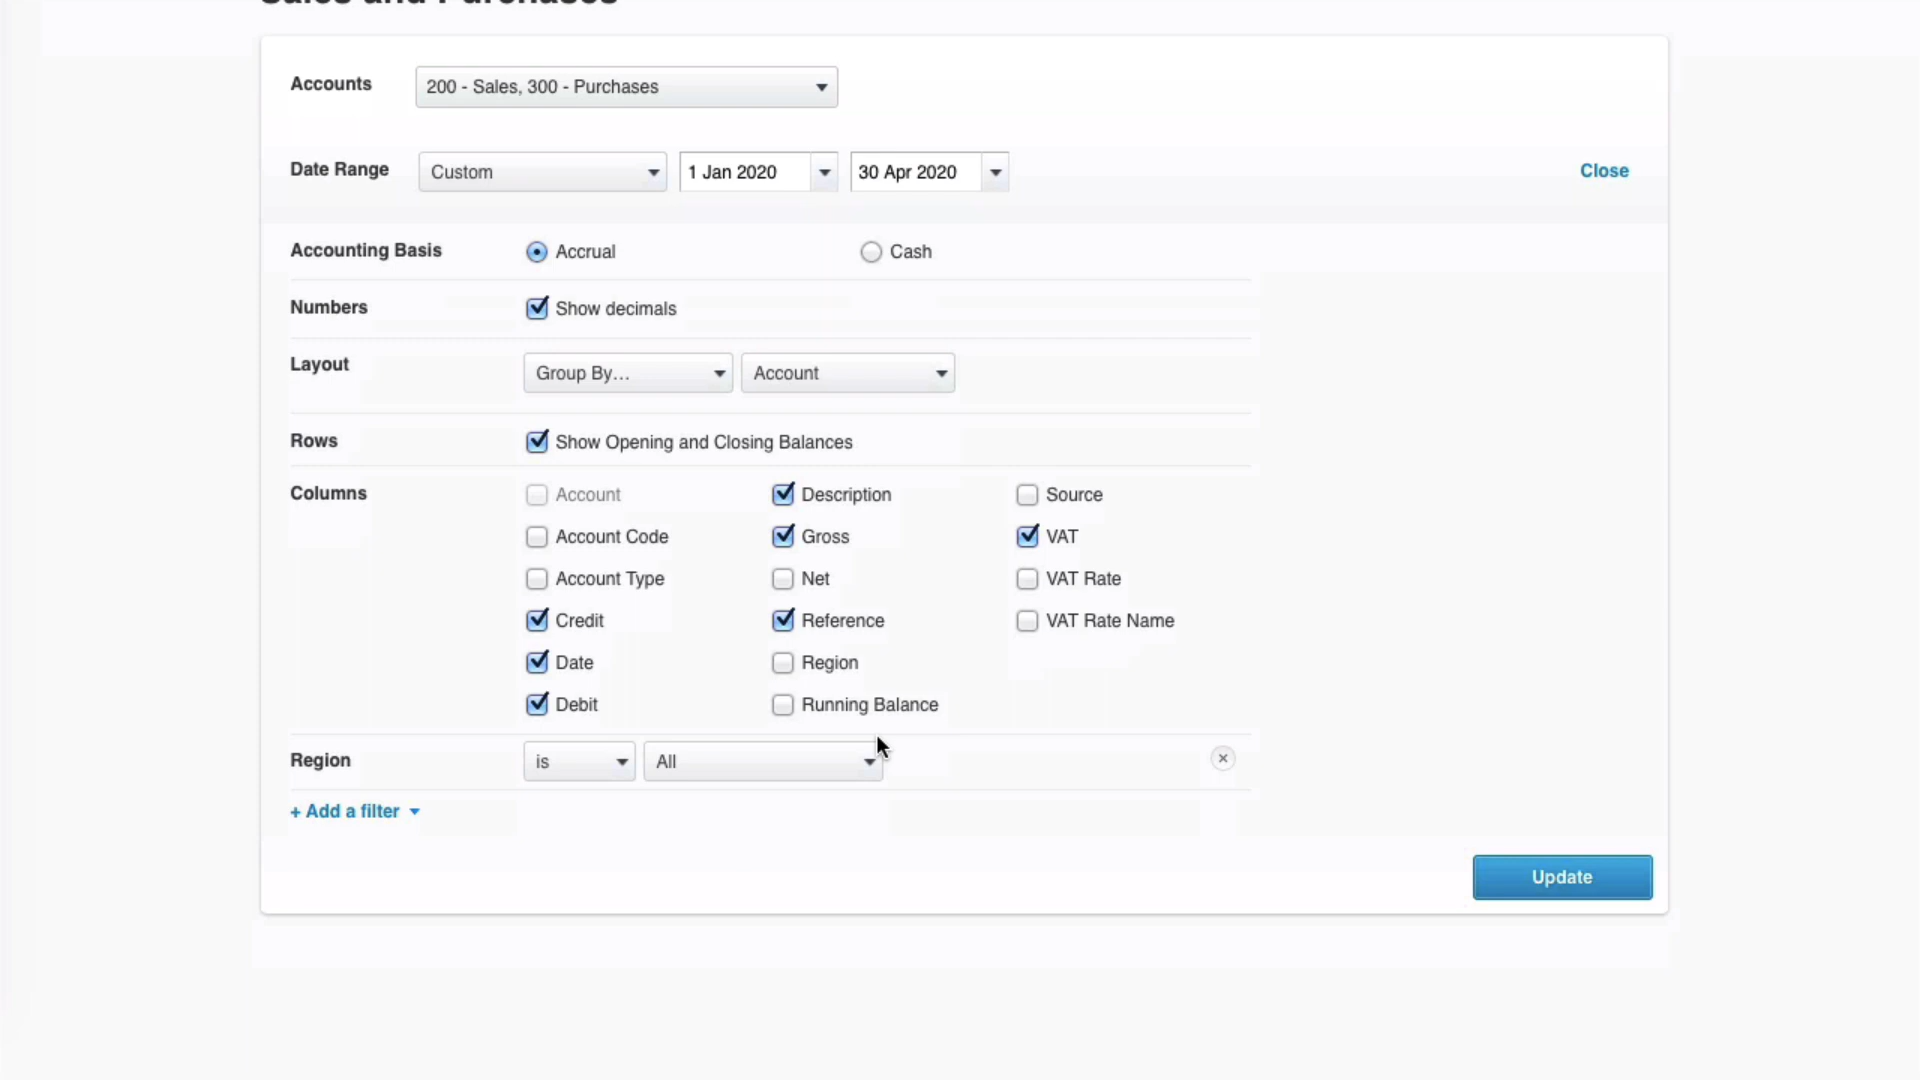 Sales and Purchases
Accounts 200 - Sales, 300 - Purchases
Date Range Custom 1 Jan 2020 30 Apr 2020 Close
Accounting Basis Accrual Cash
Numbers Show decimals
Layout Group By... Account
Rows Show Opening and Closing Balances
Columns Account Description Source
Account Code Gross VAT
Account Type Net VAT Rate
Credit Reference VAT Rate Name
Date Region
Debit Running Balance
Region is All
+ Add a filter
Update